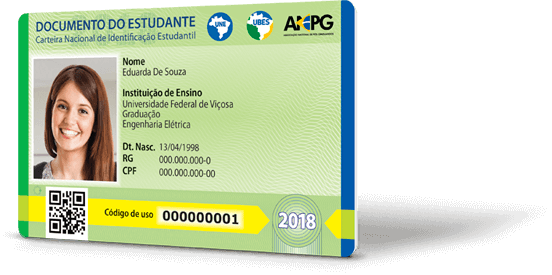 DOCUMENTO DO ESTUDANTE
Carteira Nacional de Identificação Estudantil
UNE
UBES
ANPG
Nome
Eduarda De Souza
Instituição de Ensino
Universidade Federal de Viçosa
Graduação
Engenharia Elétrica
Dt. Nasc. 13/04/1998
RG 000.000.000-0
CPF 000.000.000-00
Código de uso 000000001
2018